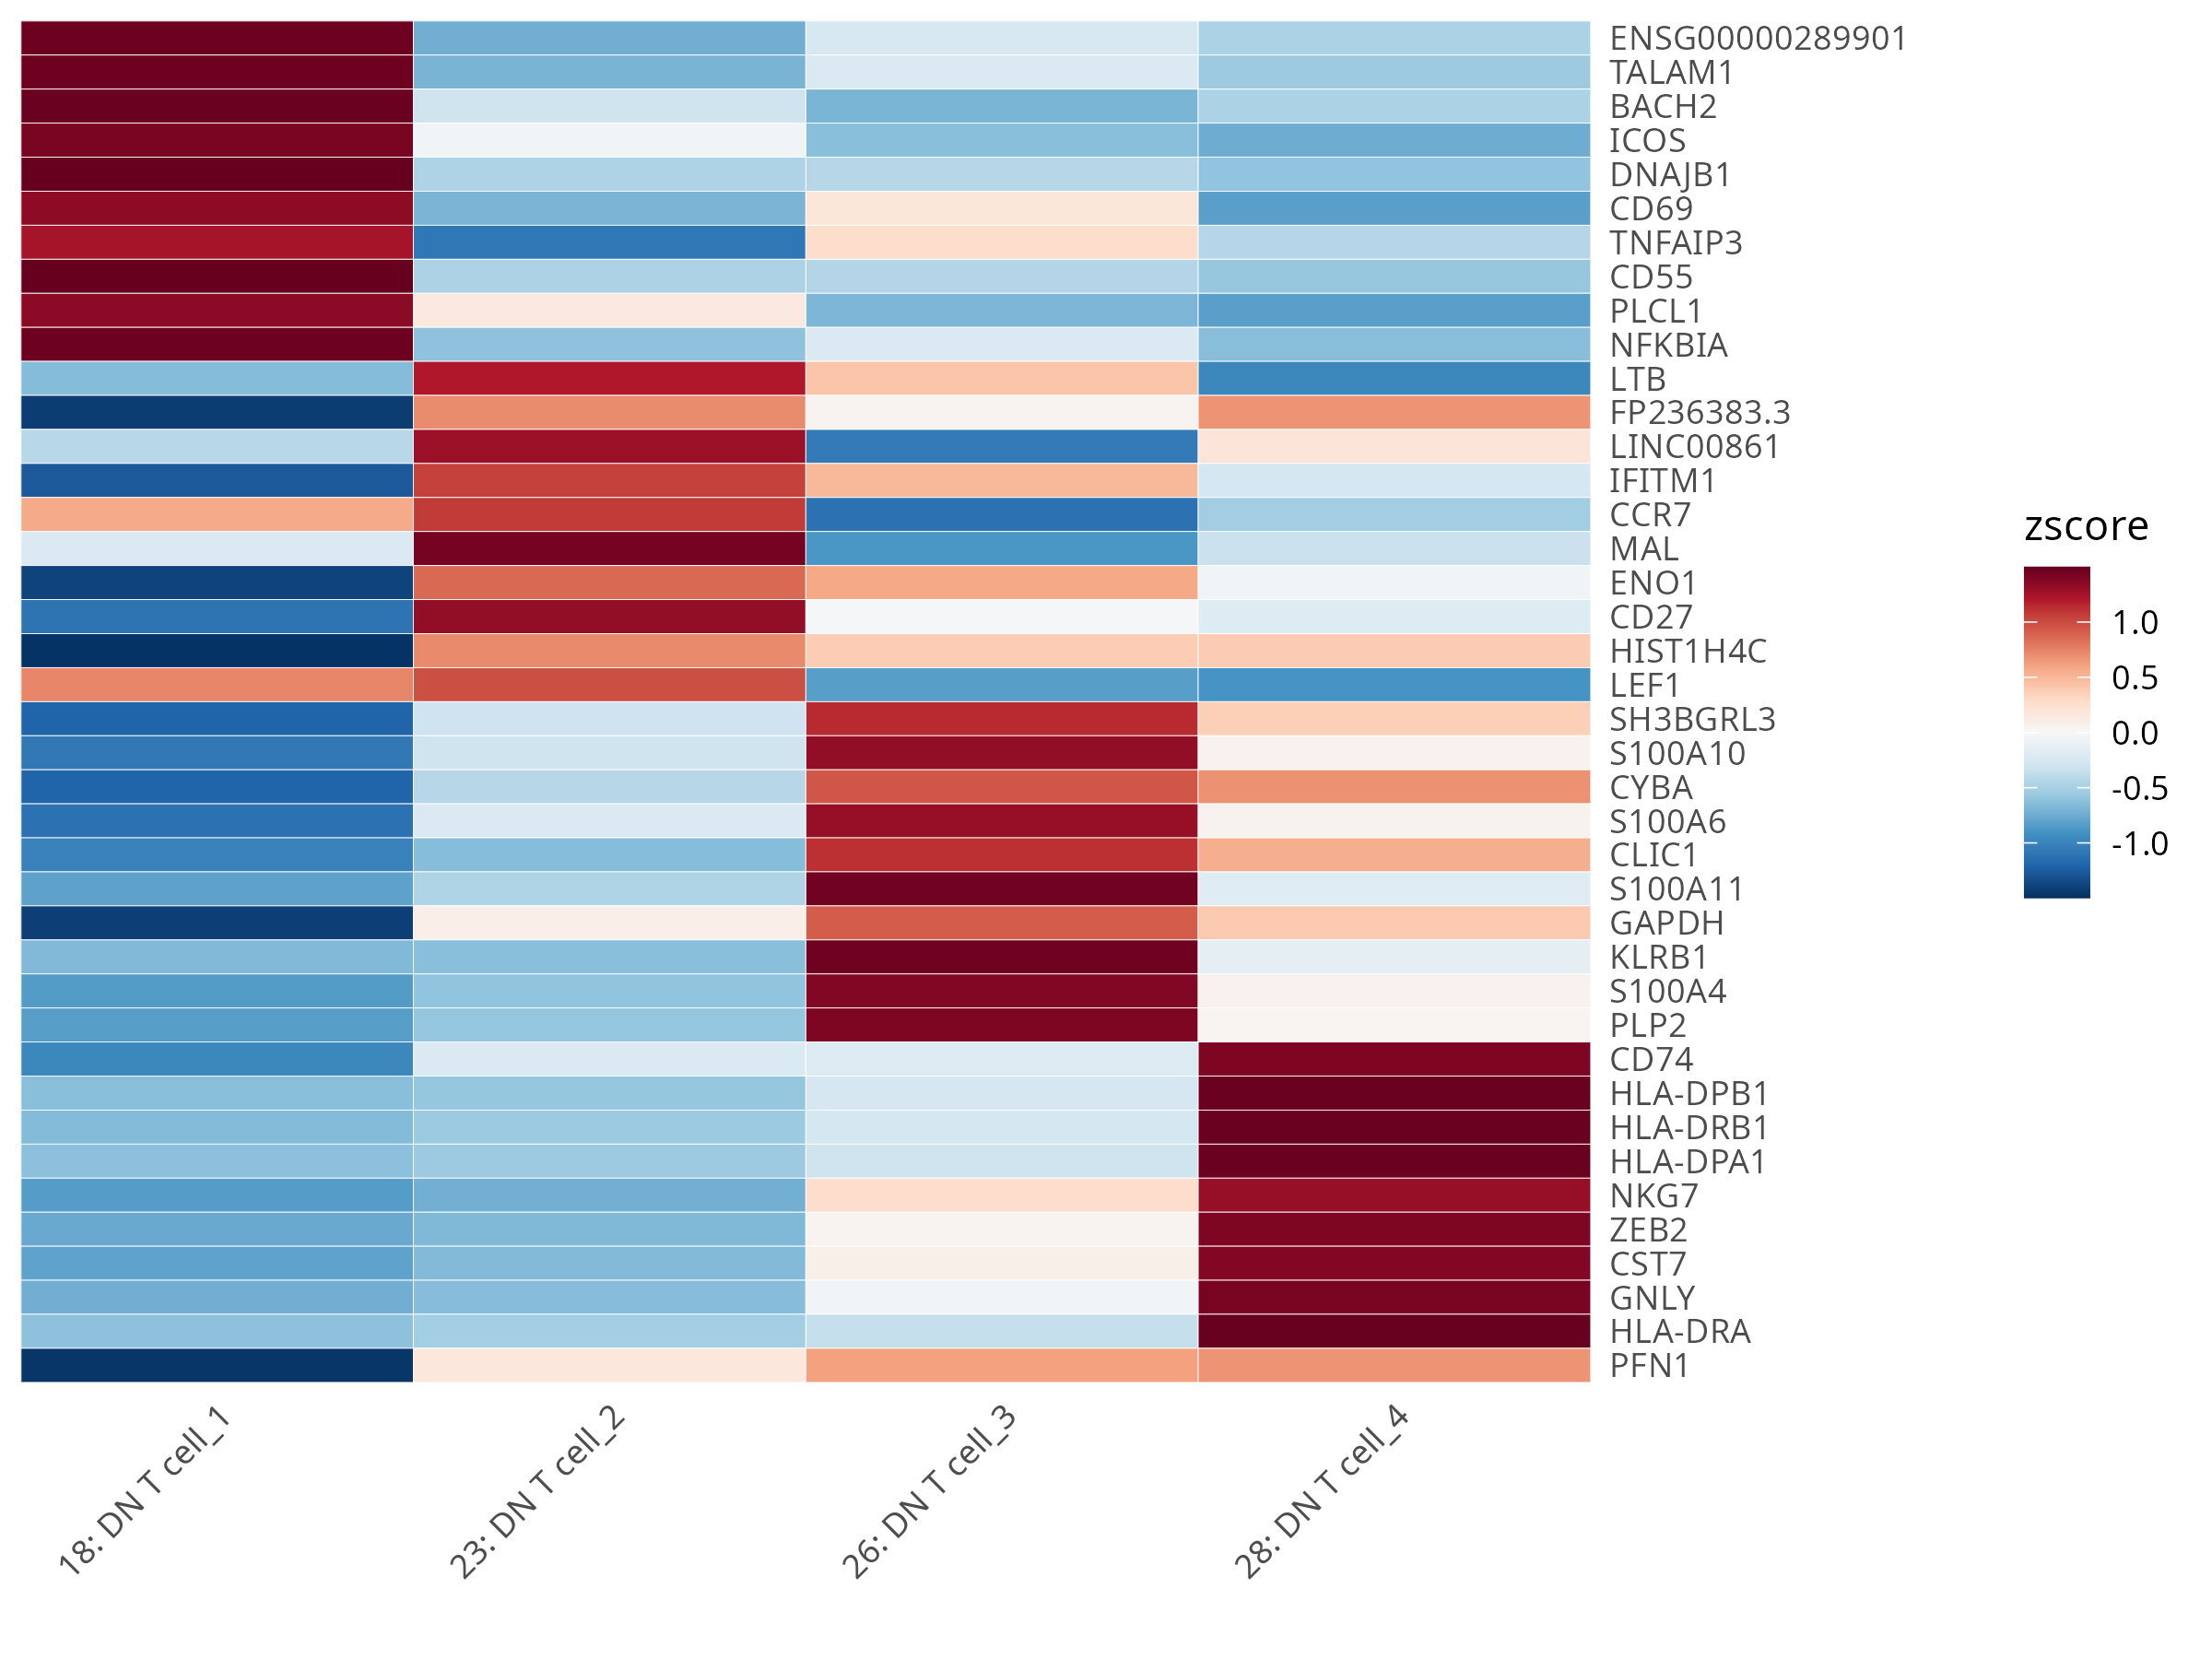 ENSG00000289901
TALAM1
BACH2
ICOS
DNAJB1
CD69
TNFAIP3
CD55
PLCL1
NFKBIA
LTB
FP236383.3
LINC00861
IFITM1
CCR7
MAL
ENO1
CD27
HIST1H4C
LEF1
SH3BGRL3
S100A10
CYBA
S100A6
CLIC1
S100A11
GAPDH
KLRB1
S100A4
PLP2
CD74
HLA-DPB1
HLA-DRB1
HLA-DPA1
NKG7
ZEB2
CST7
GNLY
HLA-DRA
PFN1
18: DN T cell_1
23: DN T cell_2
26: DN T cell_3
28: DN T cell_4
zscore
1.0
0.5
0.0
-0.5
-1.0